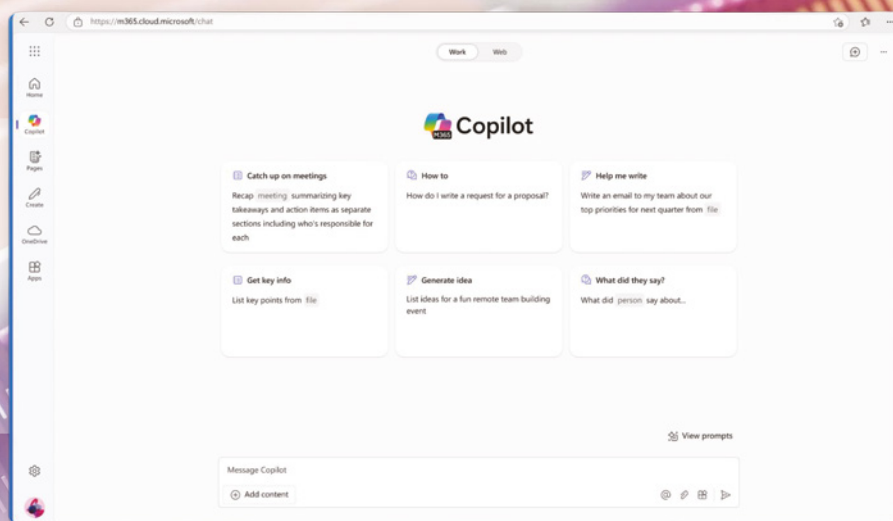 https://m365.cloud.microsoft/chat
Work Web
Home
Copilot
Pages
Create
OneDrive
Apps
M365 Copilot
Catch up on meetings
Recap meeting summarizing key
takeaways and action items as separate
sections including who's responsible for
each
How to
How do I write a request for a proposal?
Help me write
Write an email to my team about our
top priorities for next quarter from file
Get key info
List key points from file
Generate idea
List ideas for a fun remote team building
event
What did they say?
What did person say about...
View prompts
Message Copilot
Add content